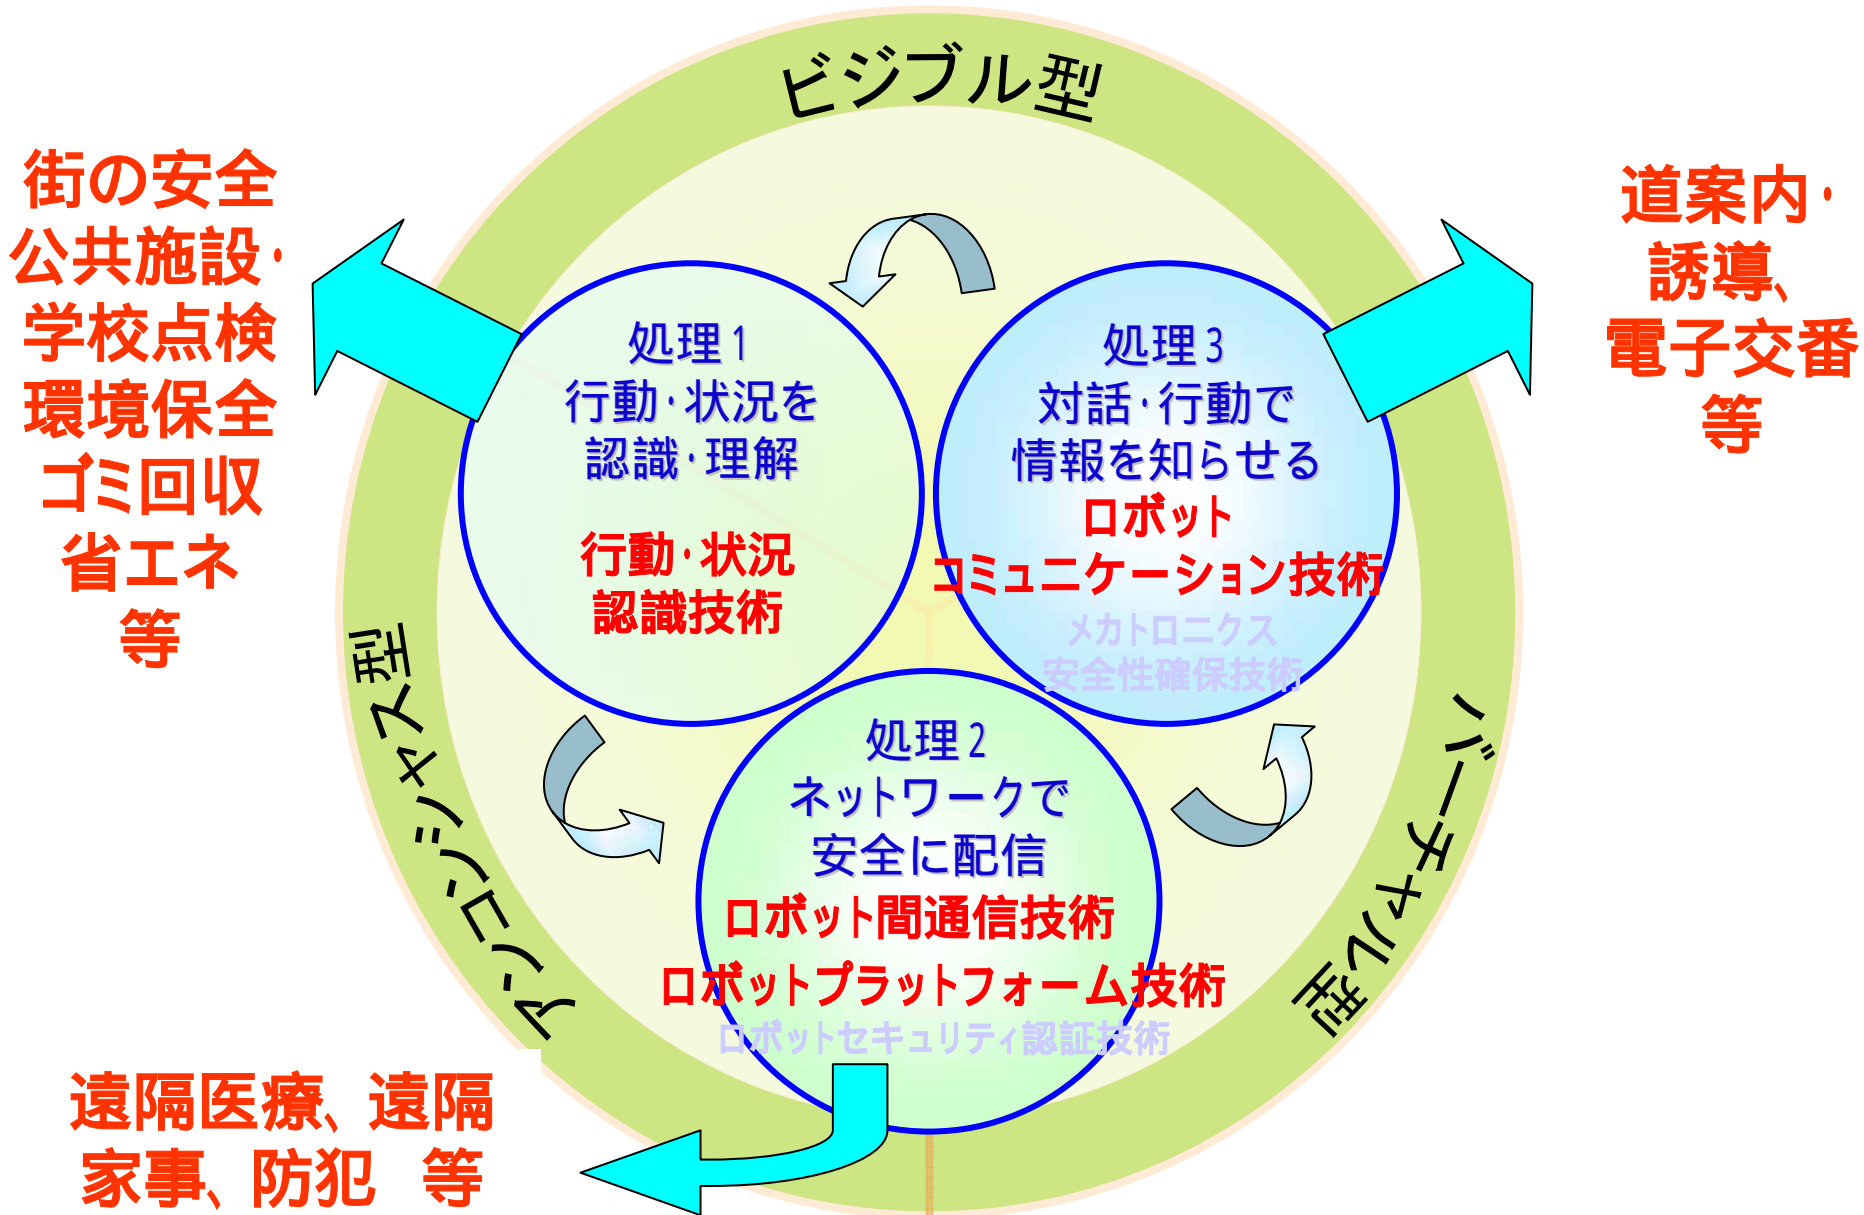 ビジブル型
街の安全
公共施設・
学校点検
環境保全
ゴミ回収
省エネ
等
道案内・
誘導、
電子交番
等
処理1
行動・状況を
認識・理解
行動・状況
認識技術
処理3
対話・行動で
情報を知らせる
ロボット
コミュニケーション技術
メカトロニクス
安全性確保技術
処理2
ネットワークで
安全に配信
ロボット間通信技術
ロボットプラットフォーム技術
ロボットセキュリティ認証技術
アンコンシャス型
バーチャル型
遠隔医療、遠隔
家事、防犯 等